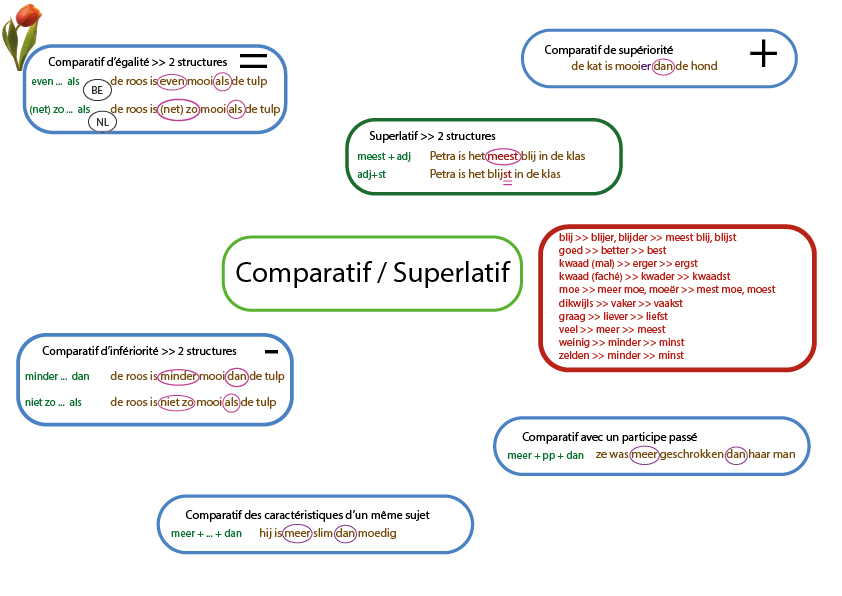 Comparatif d'égalité >> 2 structures =
even ... als BE de roos is even mooi als de tulp
(net) zo ... als NL de roos is (net) zo mooi als de tulp
Comparatif de supériorité +
de kat is mooier dan de hond
Superlatif >> 2 structures
meest + adj Petra is het meest blij in de klas
adj+st Petra is het blijst in de klas
Comparatif / Superlatif
blij >> blijer, blijder >> meest blij, blijst
goed >> better >> best
kwaad (mal) >> erger >> ergst
kwaad (faché) >> kwader >> kwaadst
moe >> meer moe, moeër >> mest moe, moest
dikwijls >> vaker >> vaakst
graag >> liever >> liefst
veel >> meer >> meest
weinig >> minder >> minst
zelden >> minder >> minst
Comparatif d'infériorité >> 2 structures -
minder ... dan de roos is minder mooi dan de tulp
niet zo ... als de roos is niet zo mooi als de tulp
Comparatif avec un participe passé
meer + pp + dan ze was meer geschrokken dan haar man
Comparatif des caractéristiques d'un même sujet
meer + ... + dan hij is meer slim dan moedig